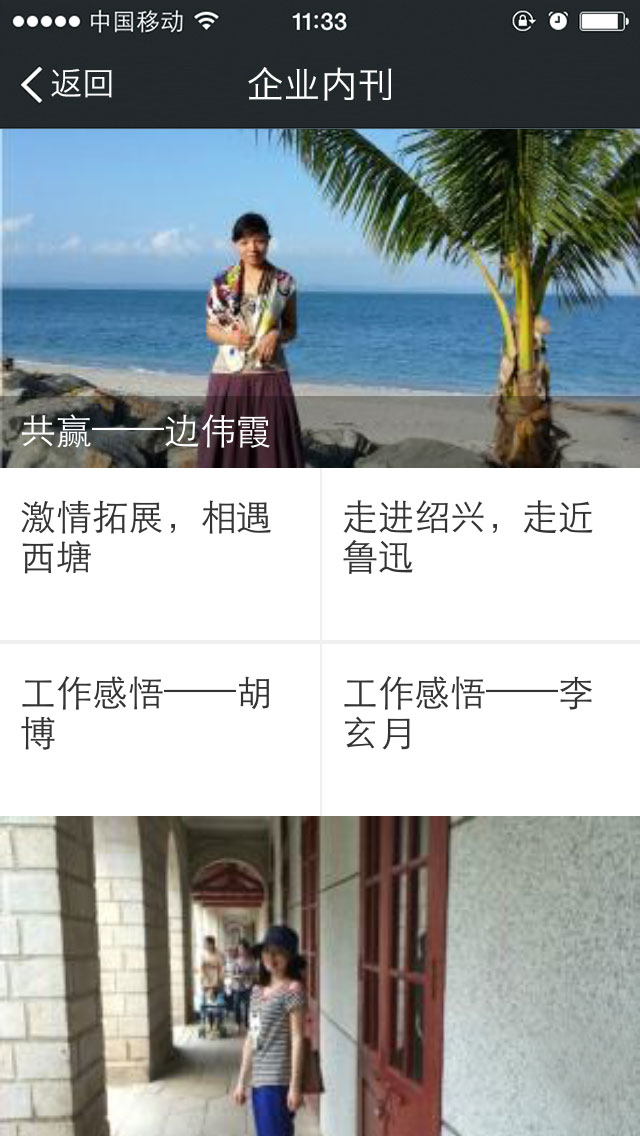 中国移动 11:33
返回 企业内刊
共赢——边伟霞
激情拓展，相遇
西塘
走进绍兴，走近
鲁迅
工作感悟——胡
博
工作感悟——李
玄月